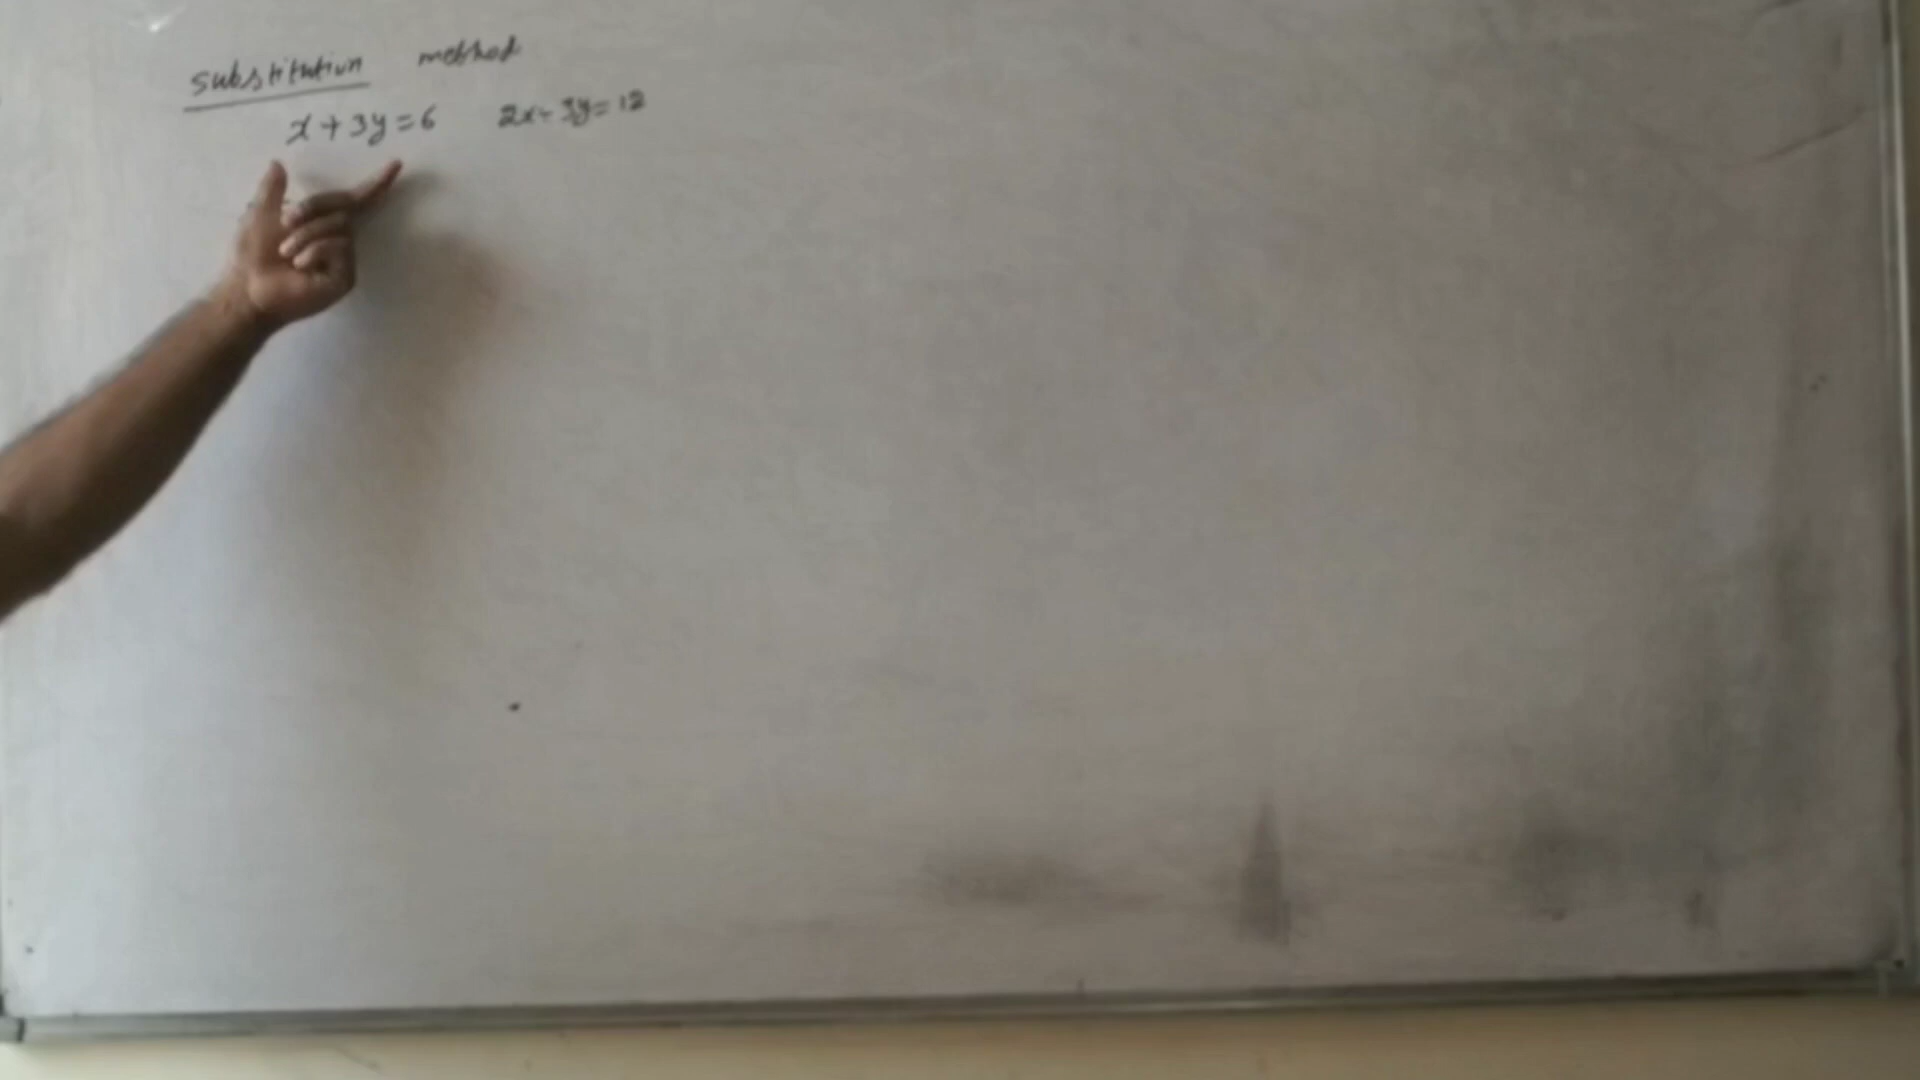 substitution method
x + 3y = 6 2x - 3y = 12